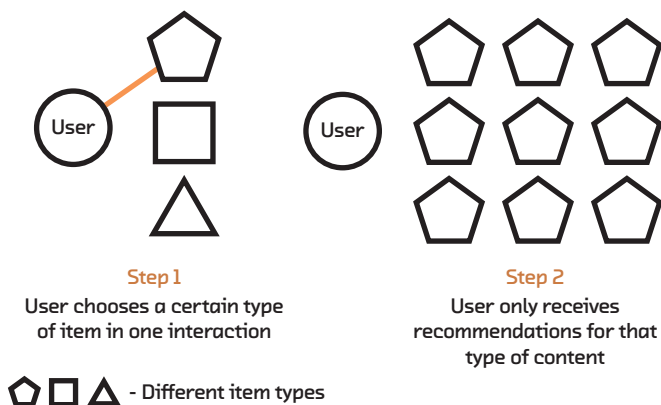 User
User
Step 1
User chooses a certain type
of item in one interaction
Step 2
User only receives
recommendations for that
type of content
- Different item types